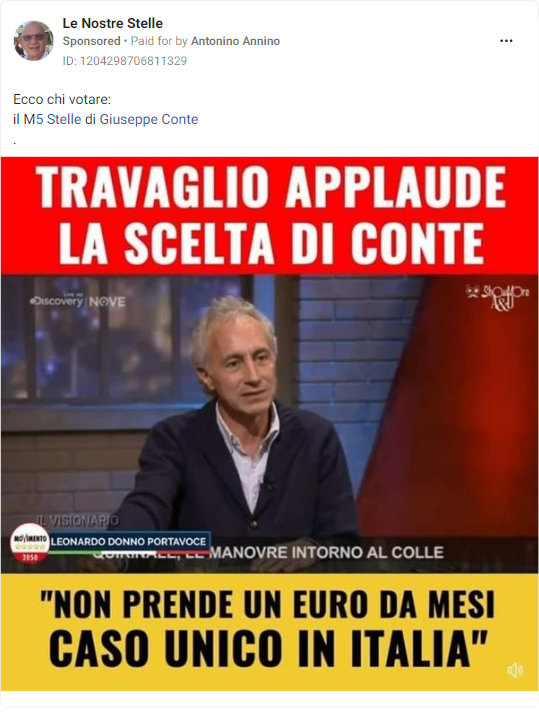 Le Nostre Stelle
Sponsored • Paid for by Antonino Annino
ID: 1204298706811329
Ecco chi votare:
il M5 Stelle di Giuseppe Conte
.
TRAVAGLIO APPLAUDE
LA SCELTA DI CONTE
discovery NOVE
IL VISIONARIO
MOVIMENTO
2050
LEONARDO DONNO PORTAVOCE
QUIRINALE, LE MANOVRE INTORNO AL COLLE
"NON PRENDE UN EURO DA MESI
CASO UNICO IN ITALIA"